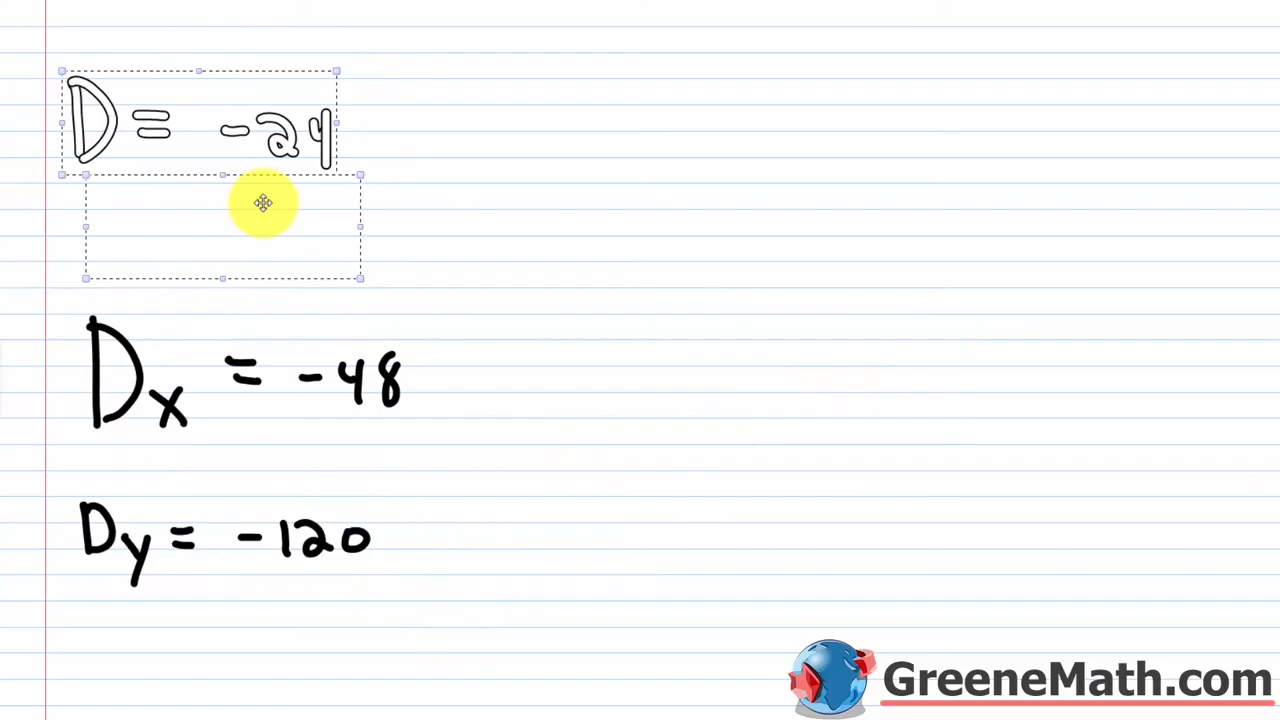 D = -24
Dx = -48
Dy = -120
GreeneMath.com